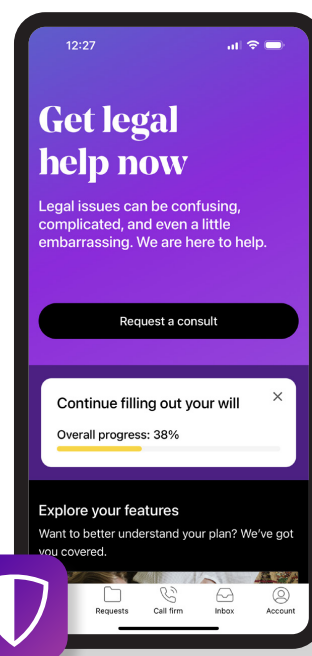 12:27
Get legal
help now
Legal issues can be confusing,
complicated, and even a little
embarrassing. We are here to help.
Request a consult
Continue filling out your will
Overall progress: 38%
Explore your features
Want to better understand your plan? We've got
you covered.
Requests
Call firm
Inbox
Account